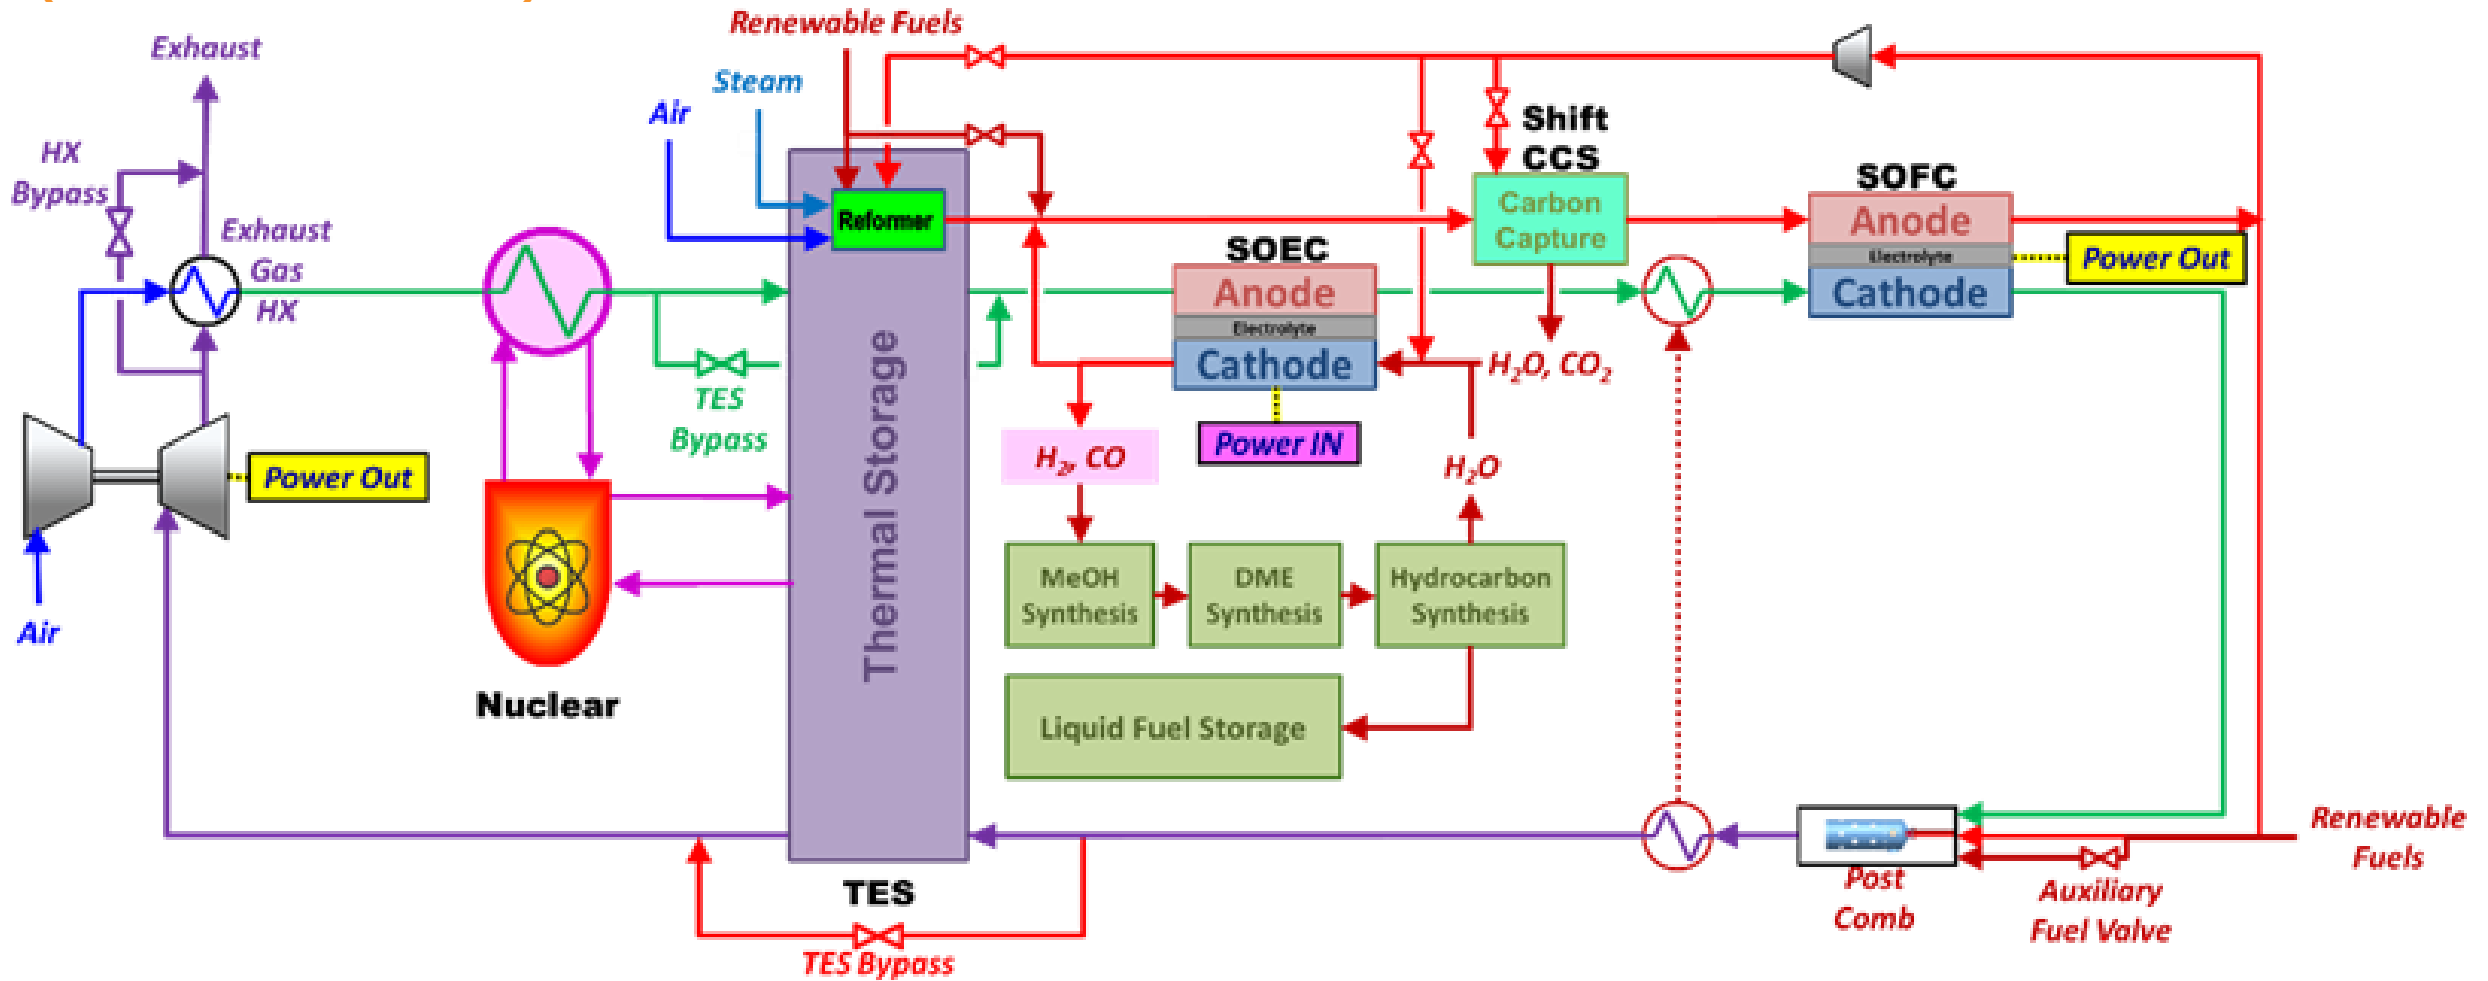 Renewable Fuels
Exhaust
Steam
Air
HX
Bypass
Shift
CCS
SOFC
Reformer
Carbon
Capture
Anode
Electrolyte
Cathode
Power Out
Exhaust
Gas
HX
SOEC
Anode
Electrolyte
Cathode
Power IN
H2O, CO2
TES
Bypass
Thermal Storage
H2, CO
H2O
Power Out
Air
Nuclear
MeOH
Synthesis
DME
Synthesis
Hydrocarbon
Synthesis
Liquid Fuel Storage
Renewable
Fuels
Post
Comb
Auxiliary
Fuel Valve
TES
TES Bypass